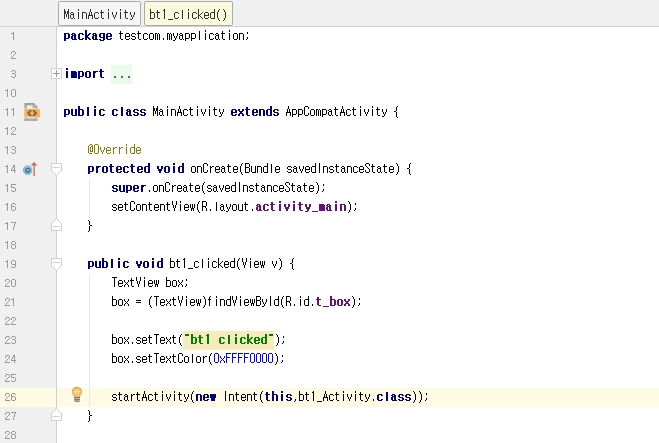 MainActivity bt1_clicked()
1 package testcom.myapplication;
2
3 import ...
10
11 public class MainActivity extends AppCompatActivity {
12
13 @Override
14 protected void onCreate(Bundle savedInstanceState) {
15 super.onCreate(savedInstanceState);
16 setContentView(R.layout.activity_main);
17 }
18
19 public void bt1_clicked(View v) {
20 TextView box;
21 box = (TextView)findViewById(R.id.t_box);
22
23 box.setText("bt1 clicked");
24 box.setTextColor(0xFFFF0000);
25
26 startActivity(new Intent(this,bt1_Activity.class));
27 }
28